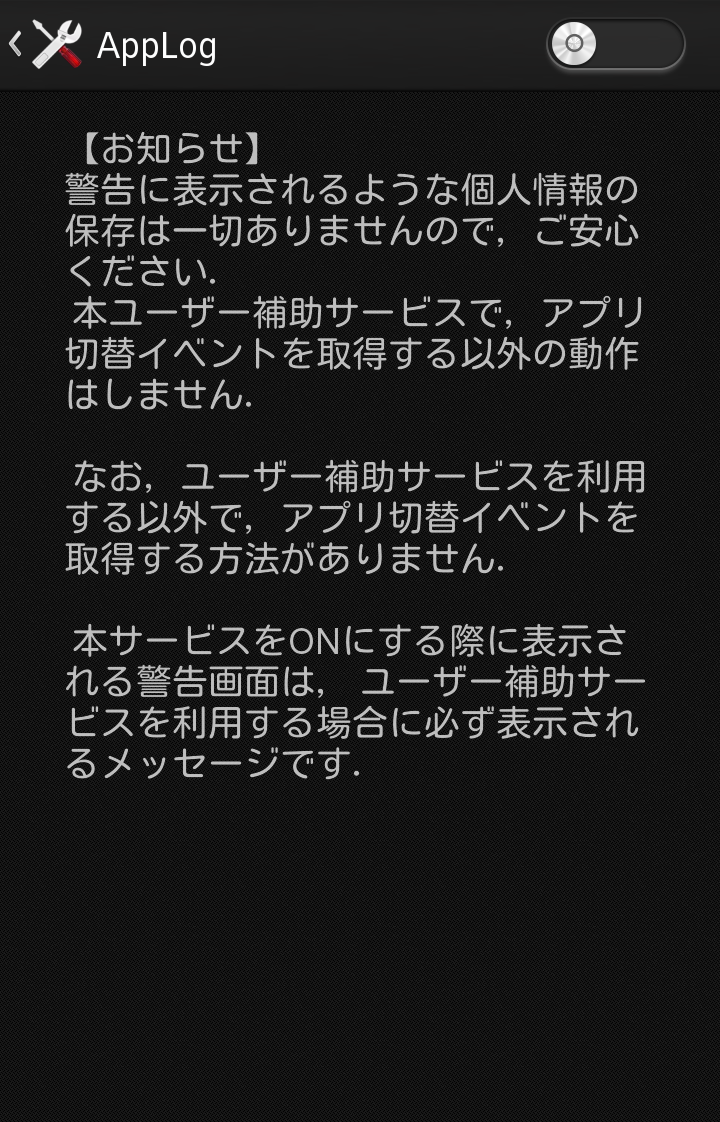 AppLog
【お知らせ】
警告に表示されるような個人情報の
保存は一切ありませんので，ご安心
ください．
本ユーザー補助サービスで，アプリ
切替イベントを取得する以外の動作
はしません．
なお，ユーザー補助サービスを利用
する以外で，アプリ切替イベントを
取得する方法がありません．
本サービスをONにする際に表示さ
れる警告画面は，ユーザー補助サー
ビスを利用する場合に必ず表示され
るメッセージです．